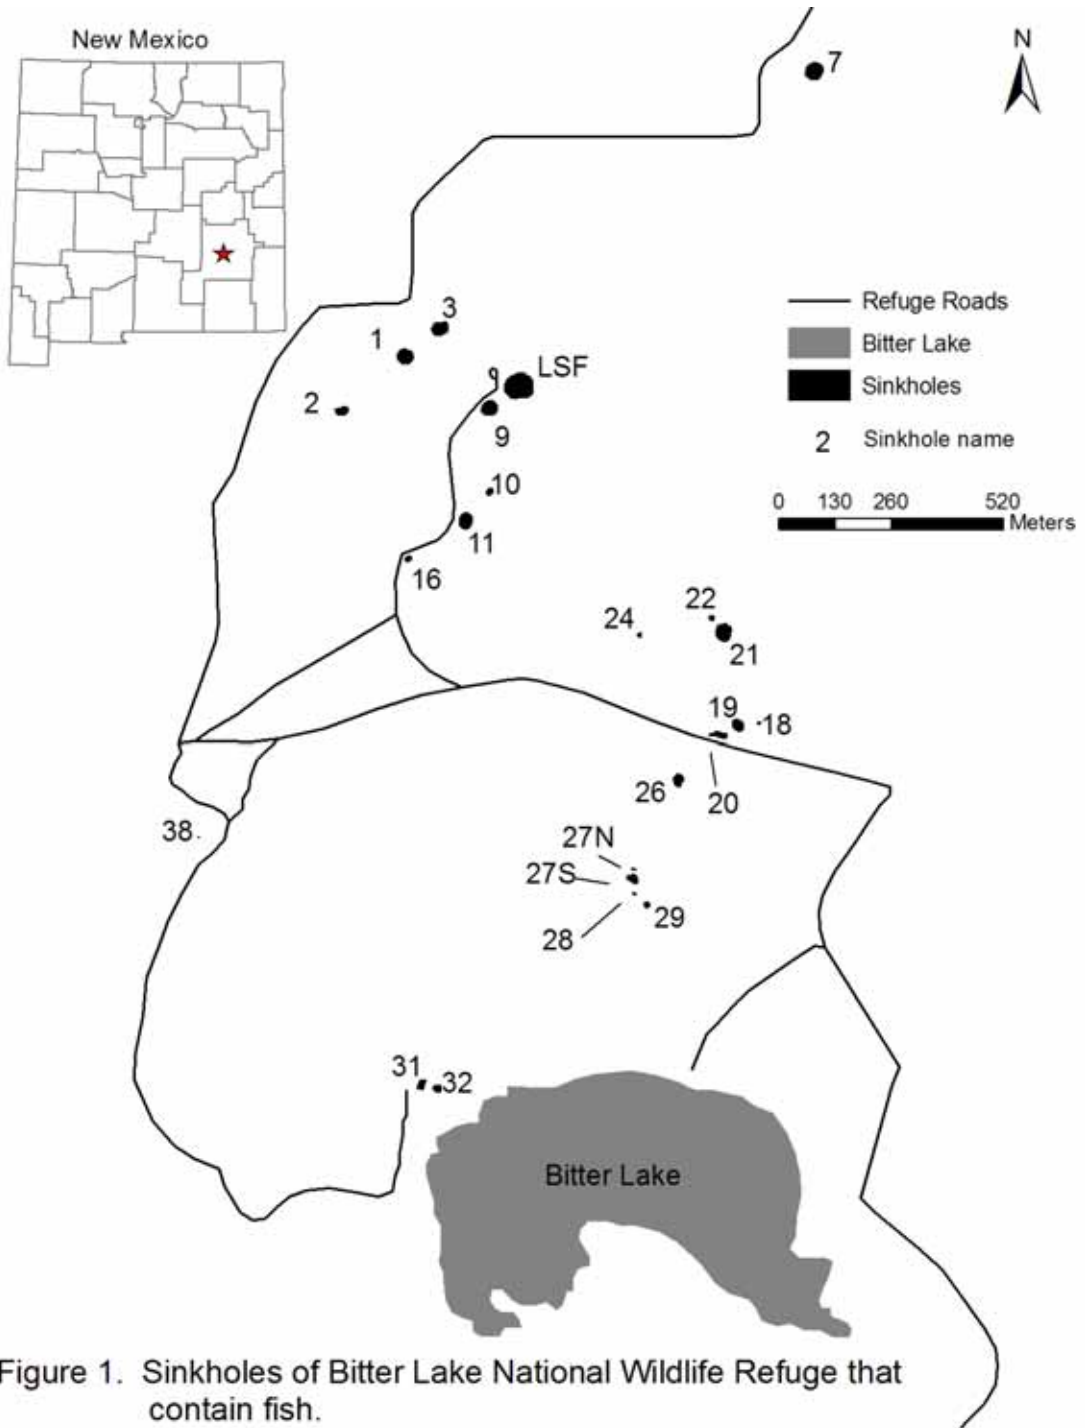 New Mexico
N
7
3
1
LSF
2
9
10
11
16
Refuge Roads
Bitter Lake
Sinkholes
2 Sinkhole name
0 130 260 520
Meters
22
24
21
19
18
26
20
38
27N
27S
29
28
31
32
Bitter Lake
Figure 1. Sinkholes of Bitter Lake National Wildlife Refuge that
contain fish.